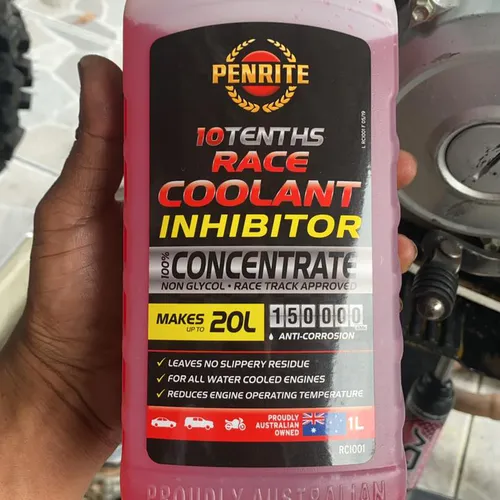 PENRITE
10TENTHS
RACE
COOLANT
INHIBITOR
100% CONCENTRATE
NON GLYCOL • RACE TRACK APPROVED
MAKES UP TO 20L
150000
ANTI-CORROSION
✓ LEAVES NO SLIPPERY RESIDUE
✓ FOR ALL WATER COOLED ENGINES
✓ REDUCES ENGINE OPERATING TEMPERATURE
PROUDLY
AUSTRALIAN
OWNED
1L
RCI001
PROUDLY AUSTRALIAN